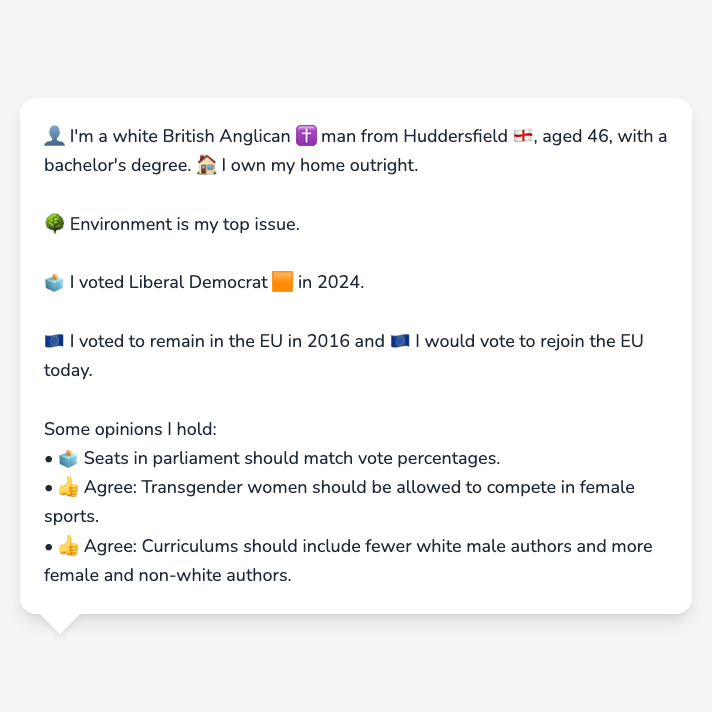 👤 I'm a white British Anglican ✝️ man from Huddersfield 🏴󠁧󠁢󠁥󠁮󠁧󠁿, aged 46, with a
bachelor's degree. 🏠 I own my home outright.
🌳 Environment is my top issue.
🗳️ I voted Liberal Democrat 🟧 in 2024.
🇪🇺 I voted to remain in the EU in 2016 and 🇪🇺 I would vote to rejoin the EU
today.
Some opinions I hold:
• 🗳️ Seats in parliament should match vote percentages.
• 👍 Agree: Transgender women should be allowed to compete in female
sports.
• 👍 Agree: Curriculums should include fewer white male authors and more
female and non-white authors.